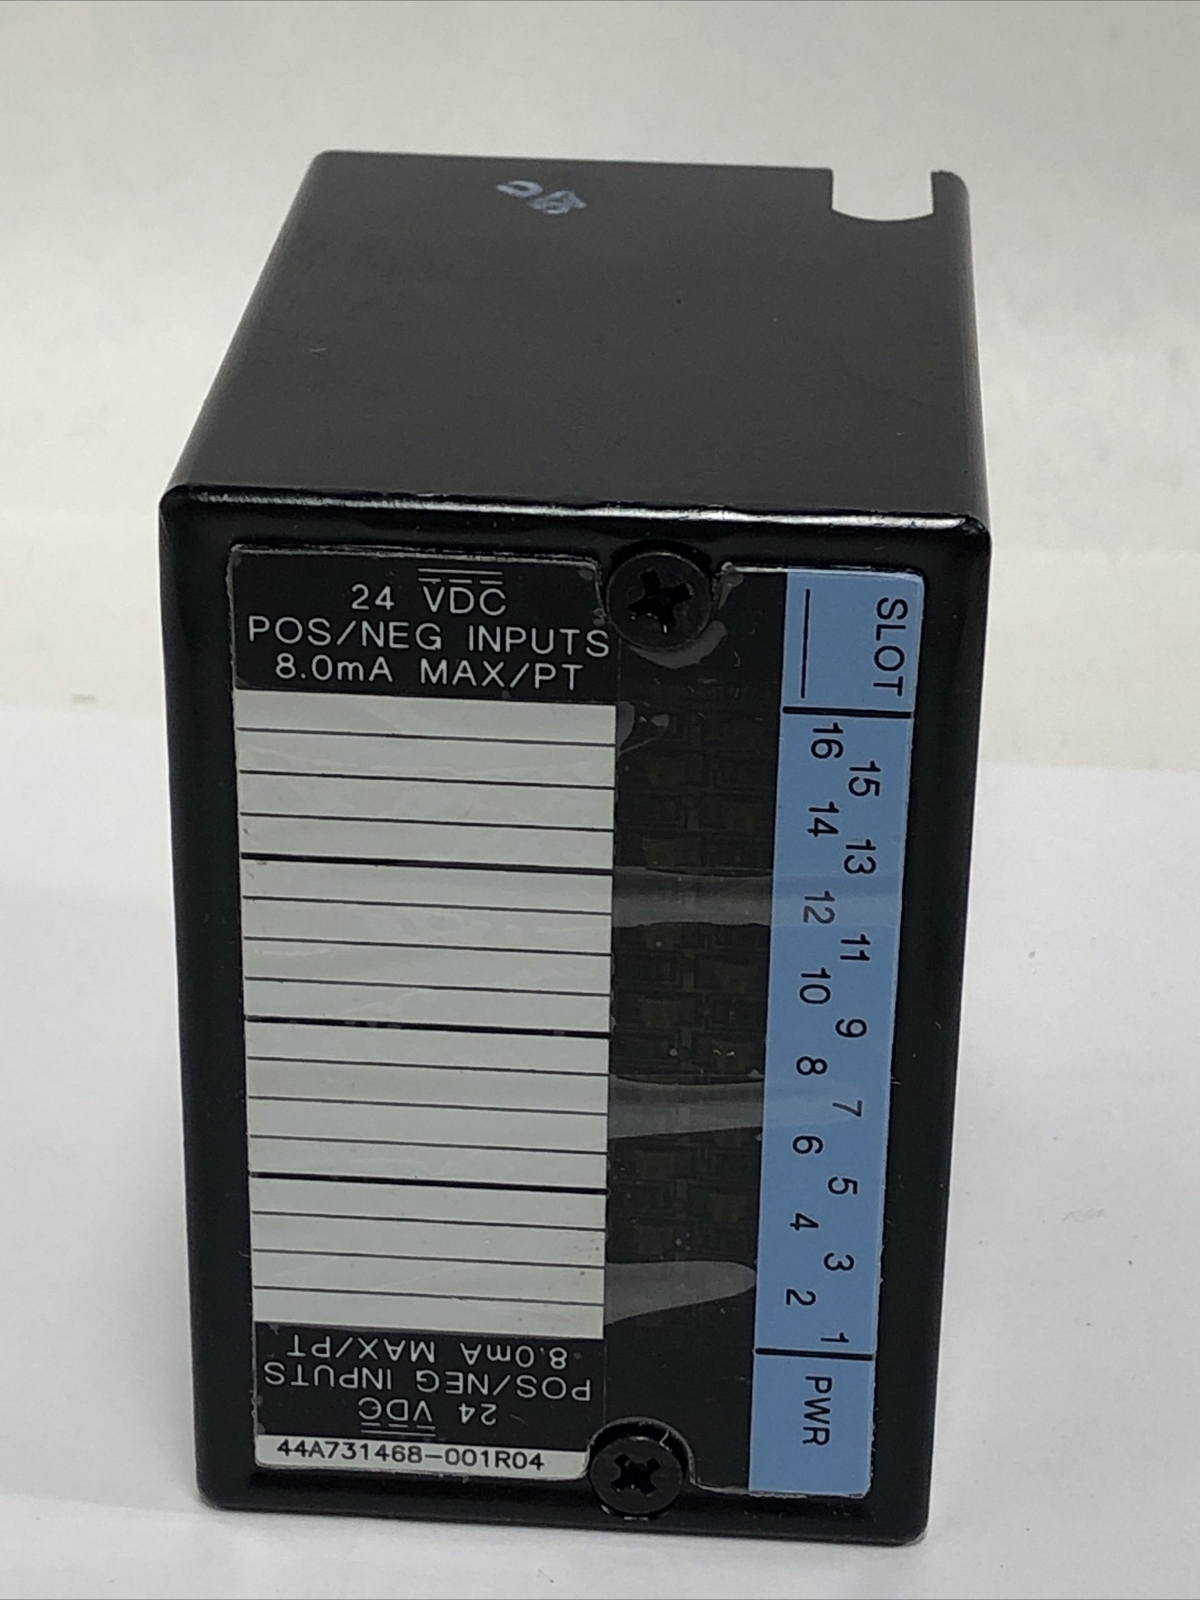 24 VDC
POS/NEG INPUTS
8.0mA MAX/PT
SLOT
16 15
14 13
12 11
10 9
8 7
6 5
4 3
2 1
PWR
8.0mA MAX/PT
POS/NEG INPUTS
24 VDC
44A731468-001R04